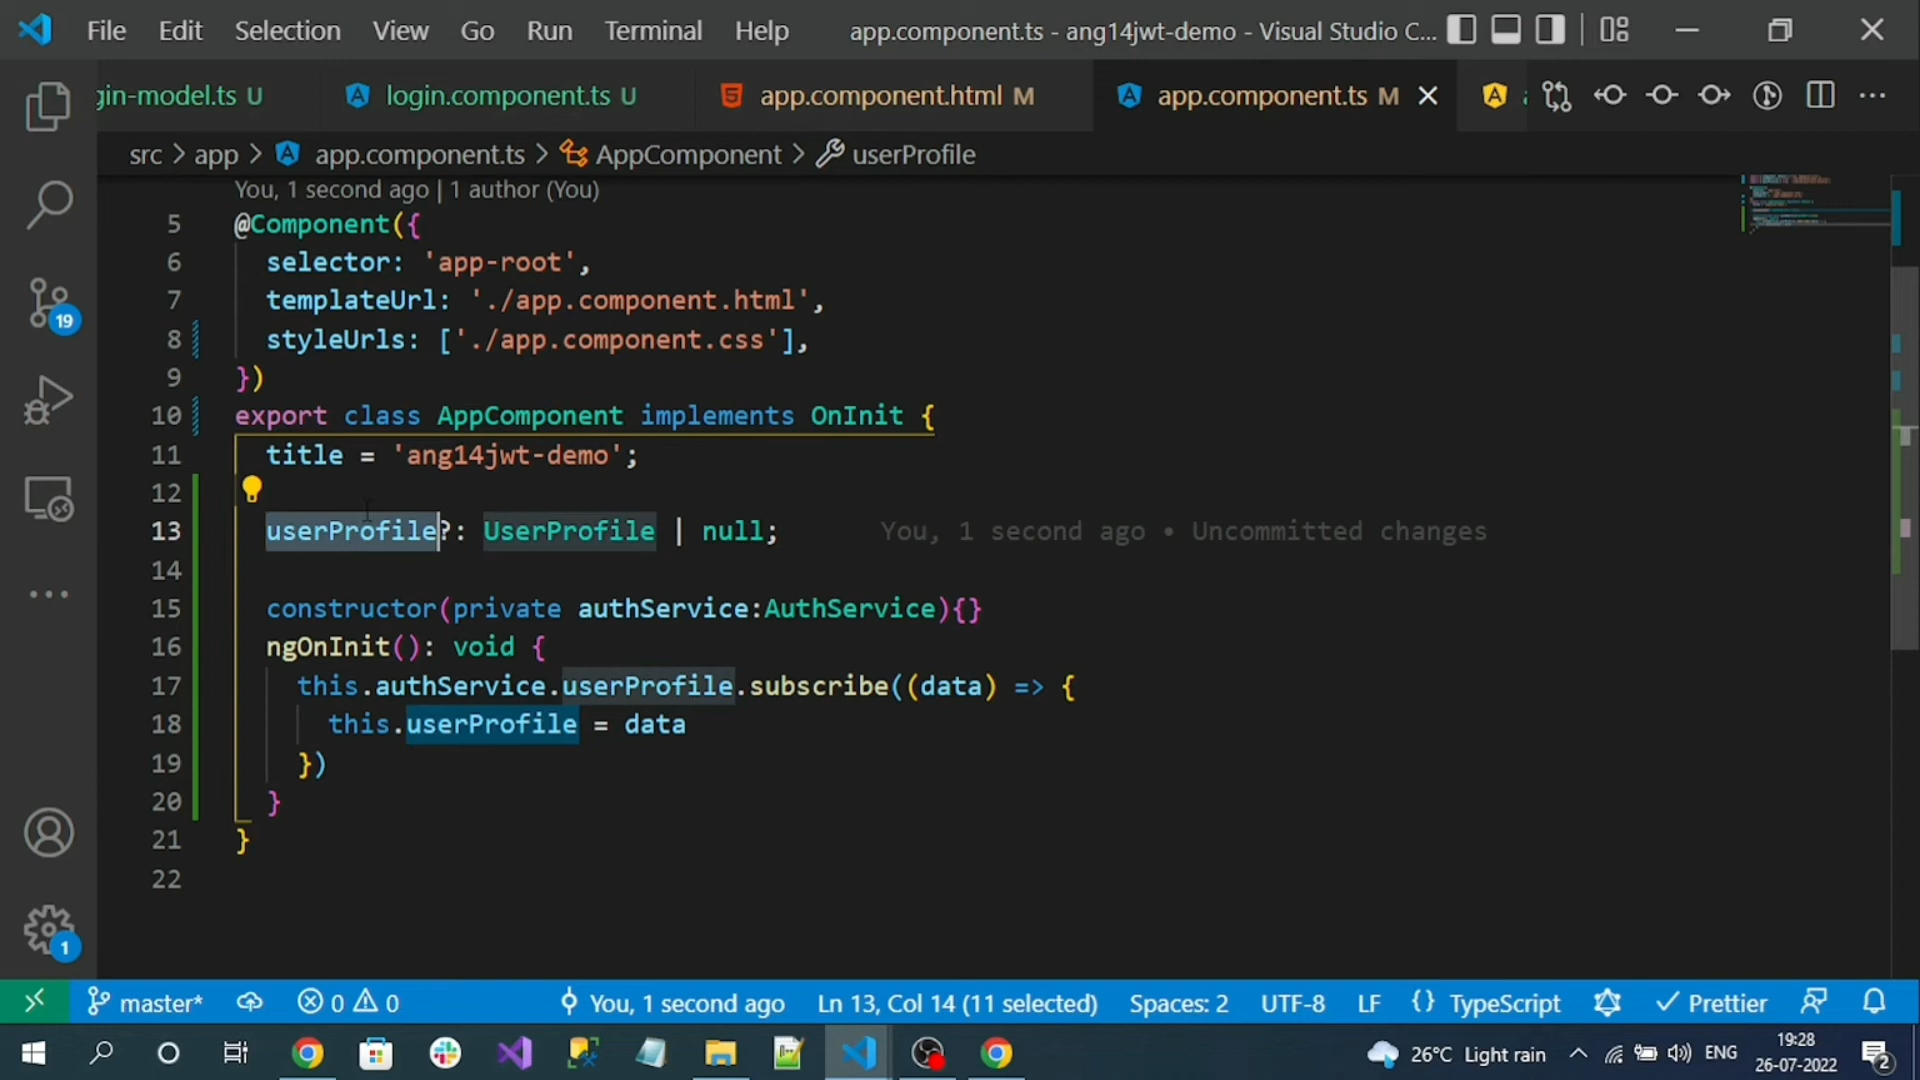 File Edit Selection View Go Run Terminal Help app.component.ts - ang14jwt-demo - Visual Studio C...
gin-model.ts U login.component.ts U app.component.html M app.component.ts M
src > app > app.component.ts > AppComponent > userProfile
You, 1 second ago | 1 author (You)
5 @Component({
6 selector: 'app-root',
7 templateUrl: './app.component.html',
8 styleUrls: ['./app.component.css'],
9 })
10 export class AppComponent implements OnInit {
11 title = 'ang14jwt-demo';
12
13 userProfile?: UserProfile | null; You, 1 second ago • Uncommitted changes
14
15 constructor(private authService:AuthService){}
16 ngOnInit(): void {
17 this.authService.userProfile.subscribe((data) => {
18 this.userProfile = data
19 })
20 }
21 }
22
19
1
master* 0 0 You, 1 second ago Ln 13, Col 14 (11 selected) Spaces: 2 UTF-8 LF {} TypeScript Prettier
26°C Light rain ENG 19:28
26-07-2022
2